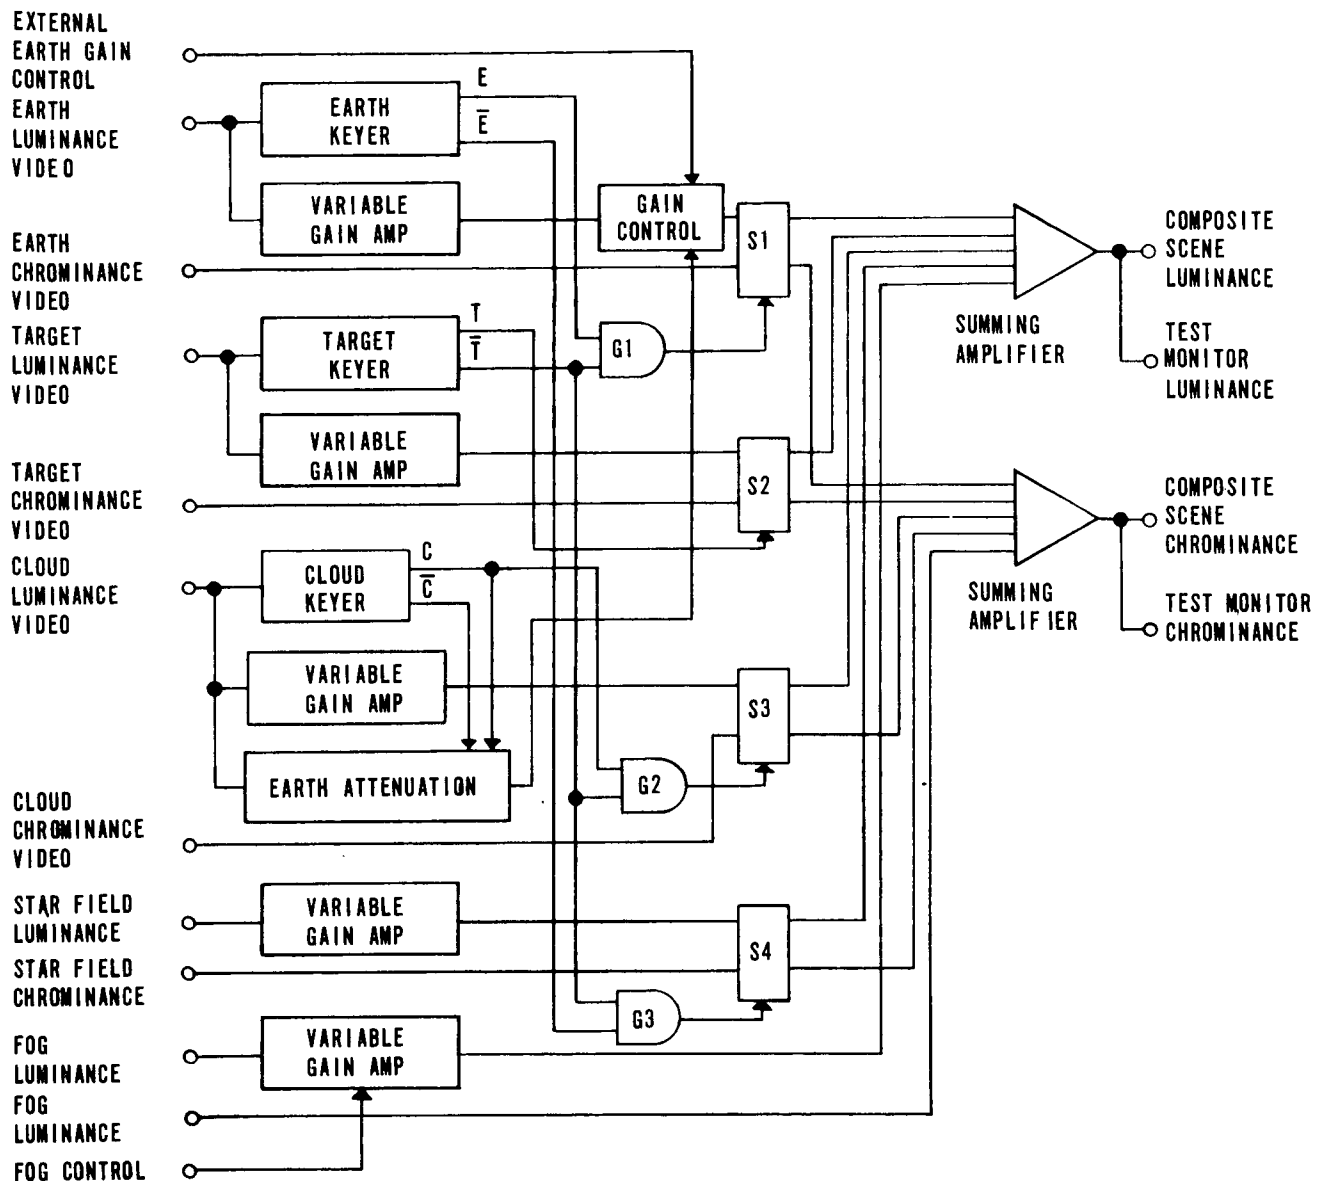 EXTERNAL
EARTH GAIN
CONTROL
EARTH
LUMINANCE
VIDEO
EARTH
CHROMINANCE
VIDEO
TARGET
LUMINANCE
VIDEO
TARGET
CHROMINANCE
VIDEO
CLOUD
LUMINANCE
VIDEO
CLOUD
CHROMINANCE
VIDEO
STAR FIELD
LUMINANCE
STAR FIELD
CHROMINANCE
FOG
LUMINANCE
FOG
LUMINANCE
FOG CONTROL
EARTH
KEYER
E
E̅
VARIABLE
GAIN AMP
GAIN
CONTROL
S1
TARGET
KEYER
T
T̅
G1
VARIABLE
GAIN AMP
S2
CLOUD
KEYER
C
C̅
VARIABLE
GAIN AMP
S3
EARTH ATTENUATION
G2
VARIABLE
GAIN AMP
S4
G3
VARIABLE
GAIN AMP
SUMMING
AMPLIFIER
COMPOSITE
SCENE
LUMINANCE
TEST
MONITOR
LUMINANCE
SUMMING
AMPLIFIER
COMPOSITE
SCENE
CHROMINANCE
TEST MONITOR
CHROMINANCE